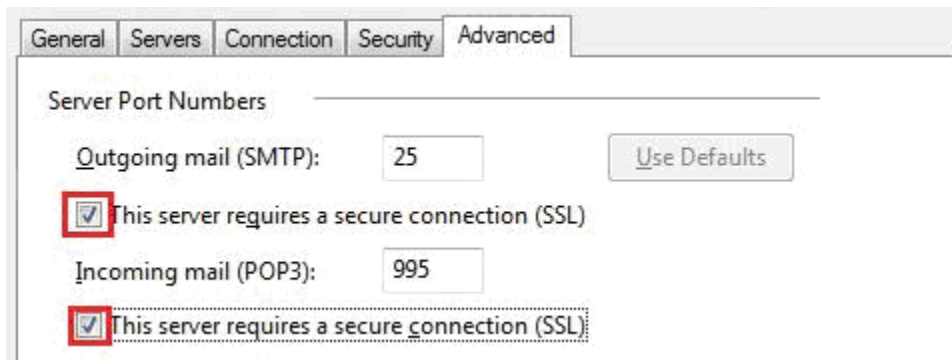 General Servers Connection Security Advanced
Server Port Numbers
Outgoing mail (SMTP): 25 Use Defaults
This server requires a secure connection (SSL)
Incoming mail (POP3): 995
This server requires a secure connection (SSL)